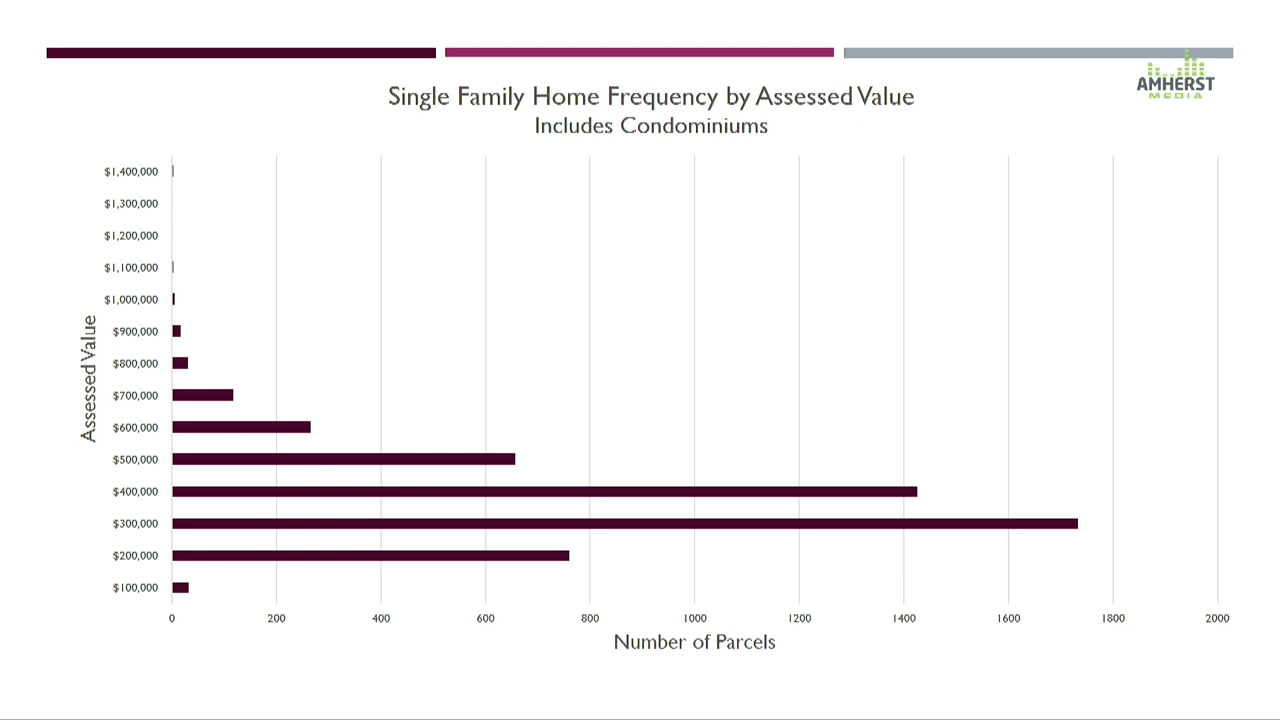 AMHERST
MEDIA
Single Family Home Frequency by Assessed Value
Includes Condominiums
Assessed Value
$1,400,000
$1,300,000
$1,200,000
$1,100,000
$1,000,000
$900,000
$800,000
$700,000
$600,000
$500,000
$400,000
$300,000
$200,000
$100,000
0 200 400 600 800 1000 1200 1400 1600 1800 2000
Number of Parcels